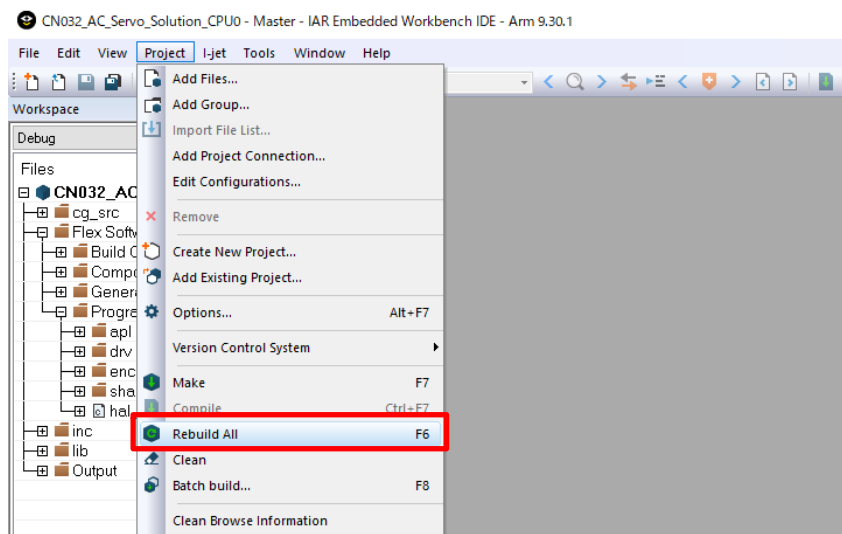 CN032_AC_Servo_Solution_CPU0 - Master - IAR Embedded Workbench IDE - Arm 9.30.1
File Edit View Project I-jet Tools Window Help
Workspace
Debug
Files
CN032_AC
cg_src
Flex Softw
Build C
Compo
Genera
Progra
apl
drv
enc
sha
hal
inc
lib
Output
Add Files...
Add Group...
Import File List...
Add Project Connection...
Edit Configurations...
Remove
Create New Project...
Add Existing Project...
Options... Alt+F7
Version Control System
Make F7
Compile Ctrl+F7
Rebuild All F6
Clean
Batch build... F8
Clean Browse Information